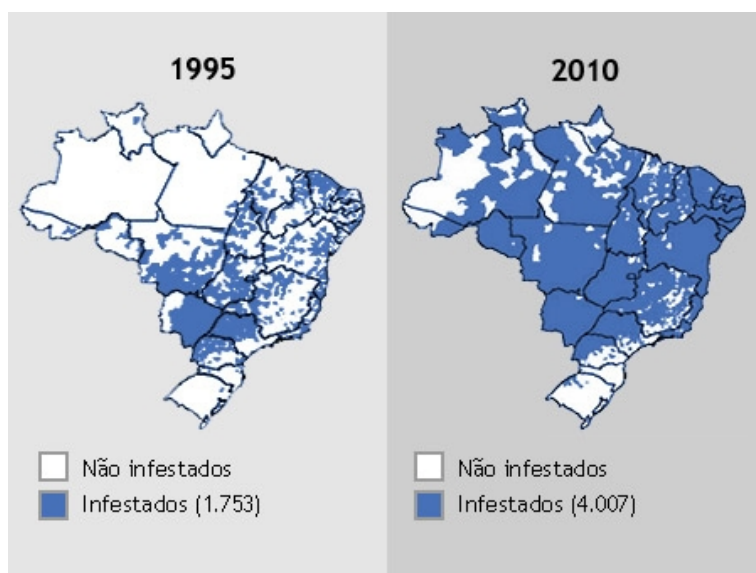 1995
Não infestados
Infestados (1.753)
2010
Não infestados
Infestados (4.007)